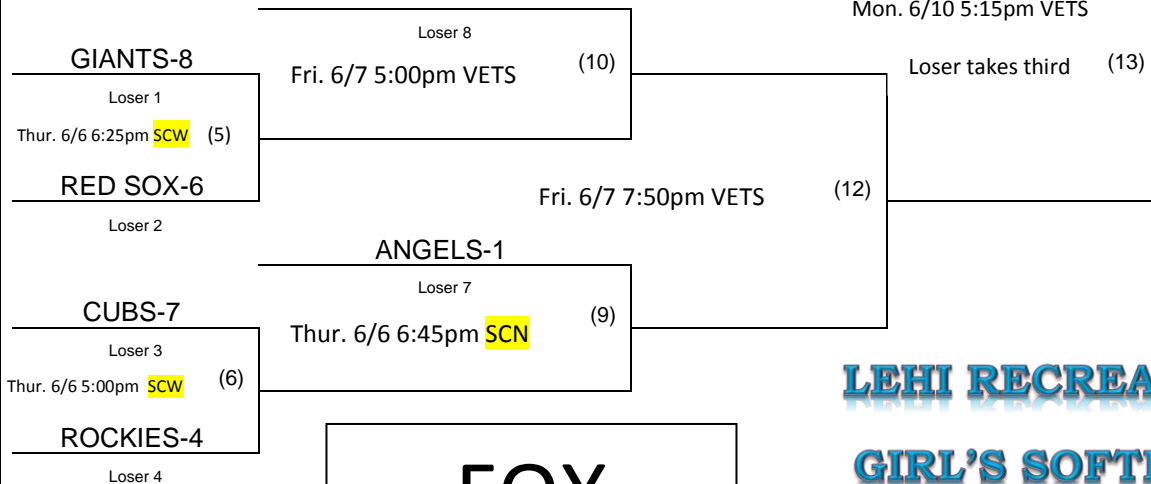 Mon. 6/10 5:15pm VETS
Loser 8
GIANTS-8
Fri. 6/7 5:00pm VETS (10)
Loser takes third (13)
Loser 1
Thur. 6/6 6:25pm SCW (5)
RED SOX-6
Fri. 6/7 7:50pm VETS (12)
Loser 2
ANGELS-1
Loser 7
CUBS-7
Thur. 6/6 6:45pm SCN (9)
Loser 3
Thur. 6/6 5:00pm SCW (6)
LEHI RECREA
ROCKIES-4
Loser 4
FOX
GIRL'S SOFT